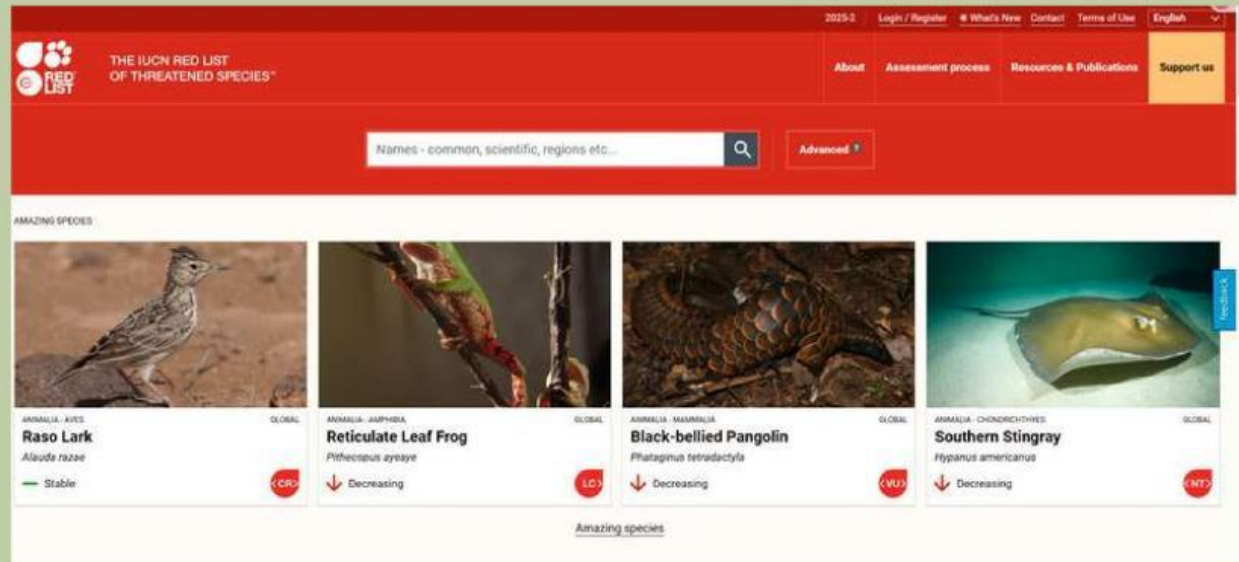 2025-2 Login / Register What's New Contact Terms of Use English
RED LIST
THE IUCN RED LIST
OF THREATENED SPECIES™
About Assessment process Resources & Publications Support us
Names - common, scientific, regions etc... Advanced ?
AMAZING SPECIES
feedback
ANIMALIA - AVES GLOBAL
Raso Lark
Alauda razae
Stable <CR>
ANIMALIA - AMPHIBIA GLOBAL
Reticulate Leaf Frog
Pithecopus ayeaye
Decreasing LC>
ANIMALIA - MAMMALIA GLOBAL
Black-bellied Pangolin
Phataginus tetradactyla
Decreasing <VU>
ANIMALIA - CHONDRICHTHYES GLOBAL
Southern Stingray
Hypanus americanus
Decreasing <NT>
Amazing species